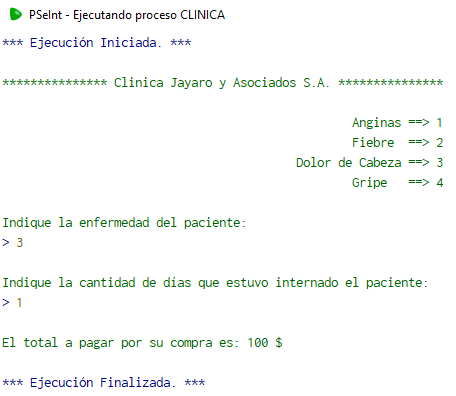 PSeInt - Ejecutando proceso CLINICA
*** Ejecución Iniciada. ***
*************** Clinica Jayaro y Asociados S.A. ***************
Anginas ==> 1
Fiebre ==> 2
Dolor de Cabeza ==> 3
Gripe ==> 4
Indique la enfermedad del paciente:
> 3
Indique la cantidad de días que estuvo internado el paciente:
> 1
El total a pagar por su compra es: 100 $
*** Ejecución Finalizada. ***